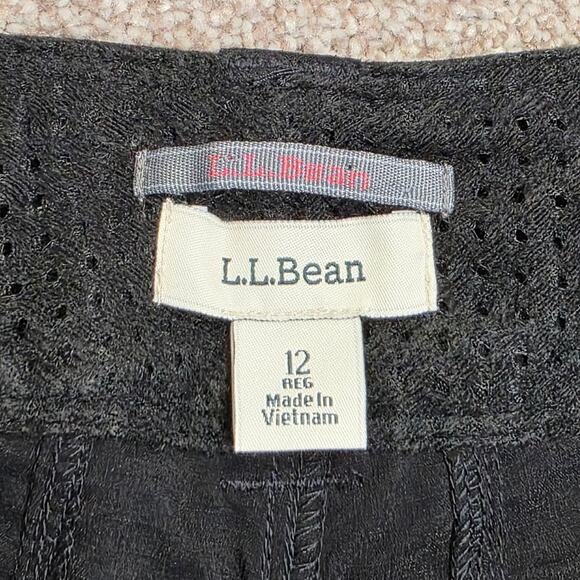 L.L.Bean
L.L.Bean
12
REG
Made In
Vietnam